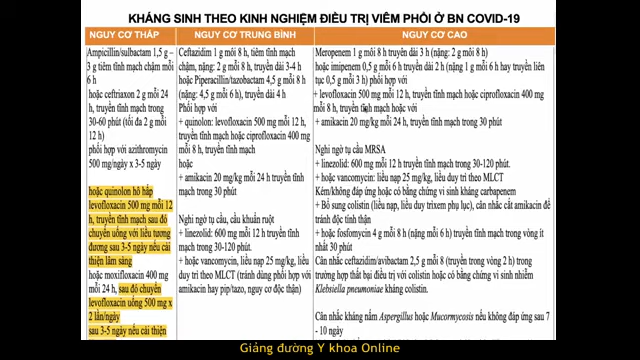 KHÁNG SINH THEO KINH NGHIỆM ĐIỀU TRỊ VIÊM PHỔI Ở BN COVID-19
NGUY CƠ THẤP
Ampicillin/sulbactam 1,5 g –
3 g tiêm tĩnh mạch chậm mỗi
6 h
hoặc ceftriaxon 2 g mỗi 24
h, truyền tĩnh mạch trong
30-60 phút (tối đa 2 g mỗi
12 h)
phối hợp với azithromycin
500 mg/ngày x 3-5 ngày
hoặc quinolon hô hấp
levofloxacin 500 mg mỗi 12
h, truyền tĩnh mạch sau đó
chuyển uống với liều tương
đương sau 3-5 ngày nếu cải
thiện lâm sàng
hoặc moxifloxacin 400 mg
mỗi 24 h, sau đó chuyển
levofloxacin uống 500 mg x
2 lần/ngày
sau 3-5 ngày nếu cải thiện
NGUY CƠ TRUNG BÌNH
Ceftazidim 1 g mỗi 8 h, tiêm tĩnh mạch
chậm, nặng: 2 g mỗi 8 h, truyền 3-4 h
hoặc Piperacillin/tazobactam 4,5 g mỗi 8 h
(nặng: 4,5 g mỗi 6 h), truyền dài 4 h
Phối hợp với
+ quinolon: levofloxacin 500 mg mỗi 12 h,
truyền tĩnh mạch hoặc ciprofloxacin 400 mg
mỗi 8 h, truyền tĩnh mạch
hoặc
+ amikacin 20 mg/kg mỗi 24 h truyền tĩnh
mạch trong 30 phút
Nghi ngờ tụ cầu, cầu khuẩn ruột
+ linezolid: 600 mg mỗi 12 h truyền tĩnh
mạch trong 30-120 phút.
+ hoặc vancomycin, liều nạp 25 mg/kg, liều
duy trì theo MLCT (tránh dùng phối hợp với
amikacin hay pip/tazo, nguy cơ độc thận)
NGUY CƠ CAO
Meropenem 1 g mỗi 8 h truyền dài 3 h (nặng: 2 g mỗi 8 h)
hoặc imipenem 0,5 g mỗi 6 h truyền dài 2 h (nặng 1 g mỗi 6 h hay truyền liên
tục 0,5 g mỗi 3 h) phối hợp với
+ levofloxacin 500 mg mỗi 12 h, truyền tĩnh mạch hoặc ciprofloxacin 400 mg
mỗi 8 h, truyền tĩnh mạch hoặc với
+ amikacin 20 mg/kg mỗi 24 h, truyền tĩnh mạch trong 30 phút
Nghi ngờ tụ cầu MRSA
+ linezolid: 600 mg mỗi 12 h truyền tĩnh mạch trong 30-120 phút.
+ hoặc vancomycin: liều nạp 25 mg/kg, liều duy trì theo MLCT
Kém/không đáp ứng hoặc có bằng chứng vi sinh kháng carbapenem
+ Bổ sung colistin (liều nạp, liều duy trìxem phụ lục), cân nhắc cắt amikacin để
tránh độc tính thận
+ hoặc fosfomycin 4 g mỗi 8 h (nặng mỗi 6 h) truyền tĩnh mạch trong vòng ít
nhất 30 phút
Cân nhắc ceftazidim/avibactam 2,5 g mỗi 8 (truyền trong vòng 2 h) trong
trường hợp thất bại điều trị với colistin hoặc có bằng chứng vi sinh nhiễm
Klebsiella pneumoniae kháng colistin.
Cân nhắc kháng nấm Aspergillus hoặc Mucormycosis nếu không đáp ứng sau 7
- 10 ngày
Giảng đường Y khoa Online